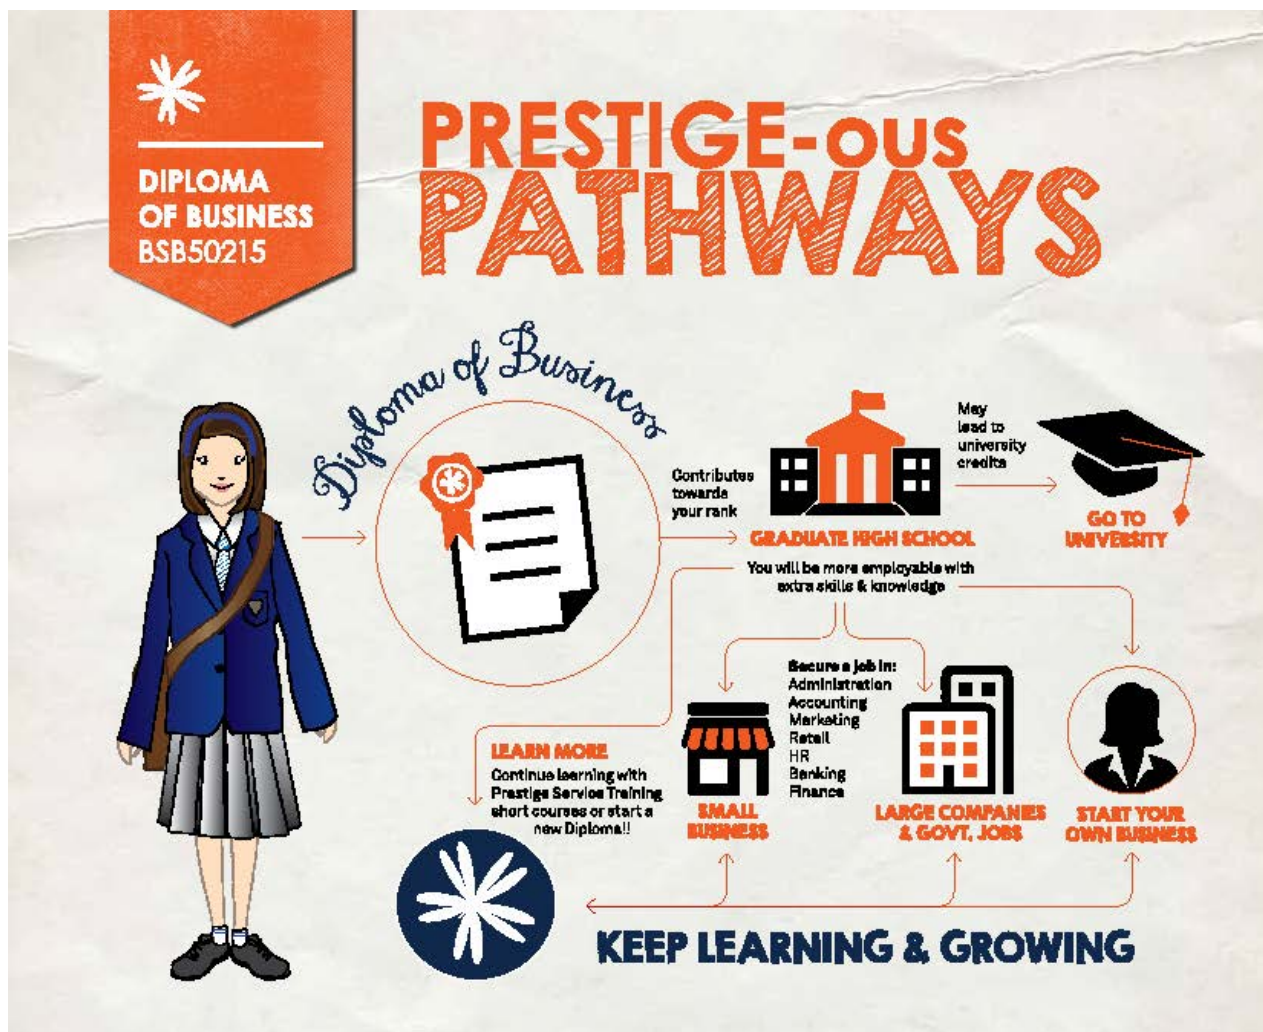 DIPLOMA
OF BUSINESS
BSB50215
PRESTIGE-ous
PATHWAYS
Diploma of Business
Contributes
towards
your rank
GRADUATE HIGH SCHOOL
May
lead to
university
credits
GO TO
UNIVERSITY
You will be more employable with
extra skills & knowledge
LEARN MORE
Continue learning with
Prestige Service Training
short courses or start a
new Diploma!!
SMALL
BUSINESS
Secure a job in:
Administration
Accounting
Marketing
Retail
HR
Banking
Finance
LARGE COMPANIES
& GOVT, JOBS
START YOUR
OWN BUSINESS
KEEP LEARNING & GROWING